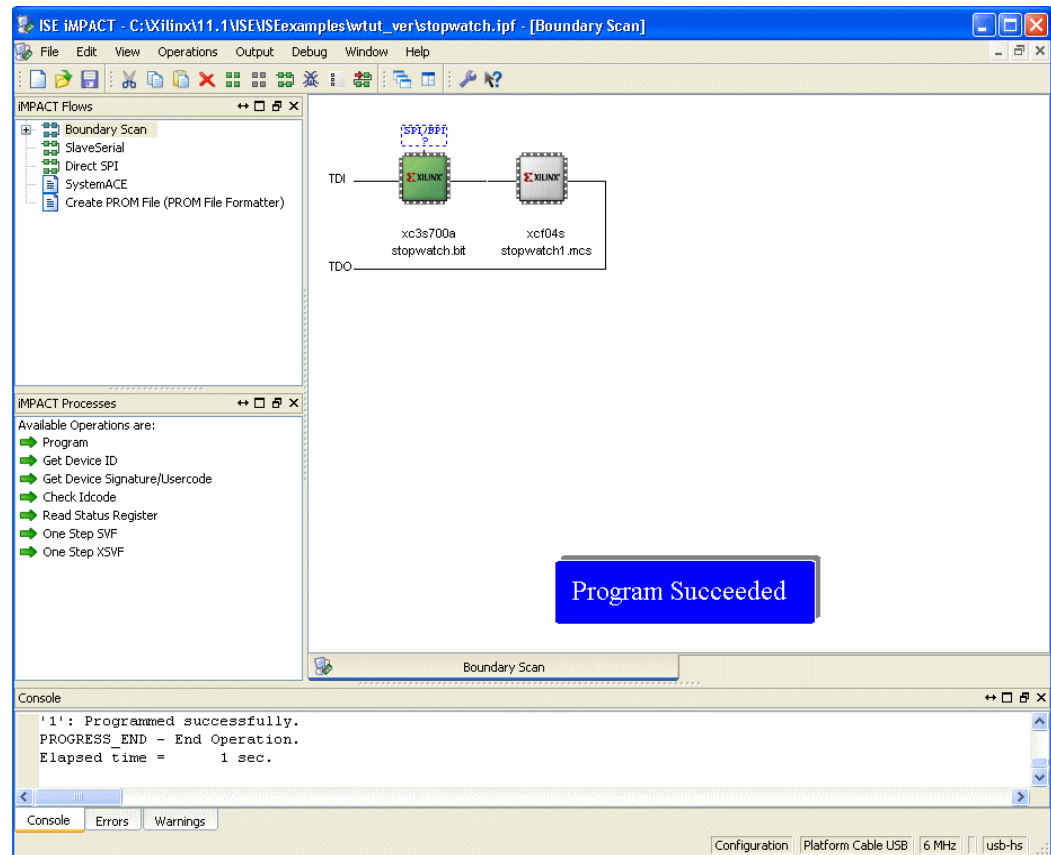 ISE iMPACT - C:\Xilinx\11.1\ISE\ISEexamples\wtut_ver\stopwatch.ipf - [Boundary Scan]
File Edit View Operations Output Debug Window Help
iMPACT Flows
Boundary Scan
SlaveSerial
Direct SPI
SystemACE
Create PROM File (PROM File Formatter)
SPI/BPI
?
TDI
XILINX
XILINX
xc3s700a
stopwatch.bit
xcf04s
stopwatch1.mcs
TDO
iMPACT Processes
Available Operations are:
Program
Get Device ID
Get Device Signature/Usercode
Check Idcode
Read Status Register
One Step SVF
One Step XSVF
Program Succeeded
Boundary Scan
Console
'1': Programmed successfully.
PROGRESS_END - End Operation.
Elapsed time = 1 sec.
Console Errors Warnings
Configuration Platform Cable USB 6 MHz usb-hs